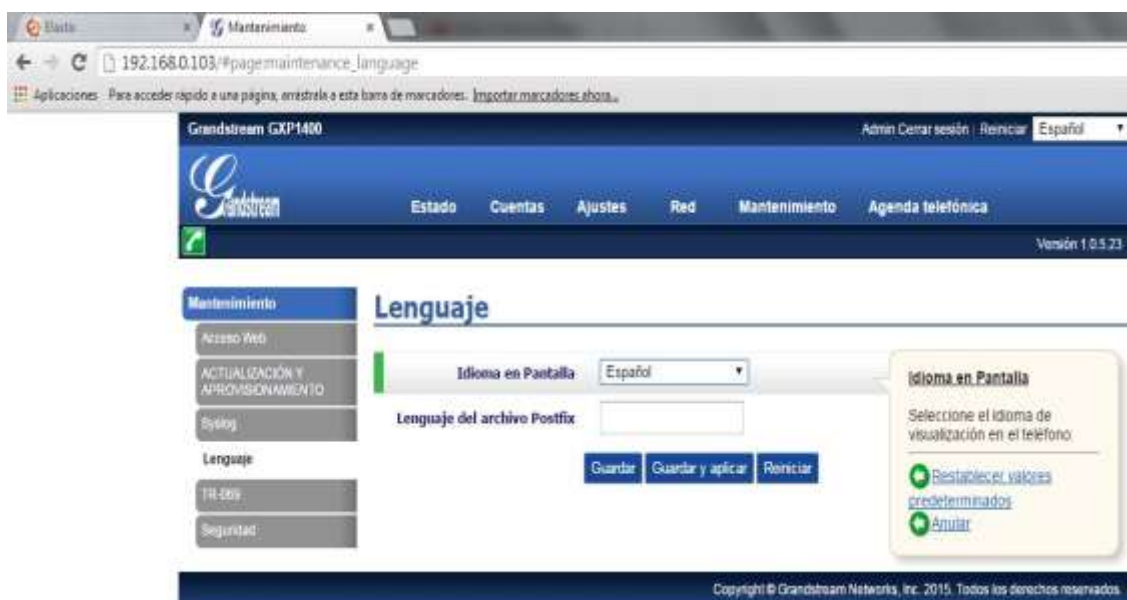 Elastix
Mantenimiento
192.168.0.103/#page:maintenance_language
Aplicaciones Para acceder rápido a una página, arrástrala a esta barra de marcadores. Importar marcadores ahora...
Grandstream GXP1400 Admin Cerrar sesión | Reiniciar Español
Grandstream
Estado Cuentas Ajustes Red Mantenimiento Agenda telefónica
Versión 1.0.5.23
Mantenimiento
Acceso Web
ACTUALIZACIÓN Y
APROVISIONAMIENTO
Syslog
Lenguaje
TR-069
Seguridad
Lenguaje
Idioma en Pantalla Español
Lenguaje del archivo Postfix
Guardar Guardar y aplicar Reiniciar
Idioma en Pantalla
Seleccione el idioma de
visualización en el teléfono.
Restablecer valores
predeterminados
Anular
Copyright © Grandstream Networks, Inc. 2015. Todos los derechos reservados.